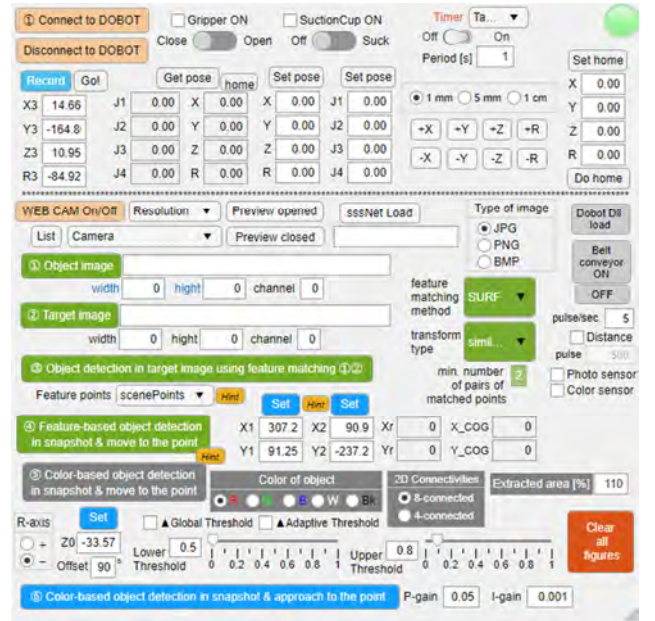 ① Connect to DOBOT Gripper ON SuctionCup ON Timer Ta... ▼
Disconnect to DOBOT Close Open Off Suck Off On
Period [s] 1 Set home
Record Go! Get pose home Set pose Set pose X 0.00
X3 14.66 J1 0.00 X 0.00 X 0.00 J1 0.00 1 mm 5 mm 1 cm Y 0.00
Y3 -164.8 J2 0.00 Y 0.00 Y 0.00 J2 0.00 +X +Y +Z +R Z 0.00
Z3 10.95 J3 0.00 Z 0.00 Z 0.00 J3 0.00 -X -Y -Z -R R 0.00
R3 -84.92 J4 0.00 R 0.00 R 0.00 J4 0.00 Do home
WEB CAM On/Off Resolution ▼ Preview opened sssNet Load Type of image Dobot Dll load
List Camera ▼ Preview closed JPG
PNG
BMP
Belt conveyor ON
① Object image
width 0 hight 0 channel 0 feature matching method SURF ▼ OFF
② Target image pulse/sec 5
width 0 hight 0 channel 0 transform type simil... ▼ Distance
pulse 500
③ Object detection in target image using feature matching ①② min. number of pairs of matched points 2 Photo sensor
Feature points scenePoints ▼ Hint Set Hint Set Color sensor
④ Feature-based object detection in snapshot & move to the point X1 307.2 X2 90.9 Xr 0 X_COG 0
Hint Y1 91.25 Y2 -237.2 Yr 0 Y_COG 0
⑤ Color-based object detection in snapshot & move to the point Color of object 2D Connectivities Extracted area [%] 110
R G B W Bk 8-connected
4-connected
R-axis Set ▲Global Threshold ▲Adaptive Threshold Clear all figures
+ Z0 -33.57 Lower Threshold 0.5 0 0.2 0.4 0.6 0.8 1 Upper Threshold 0.8 0 0.2 0.4 0.6 0.8 1
− Offset 90 °
⑥ Color-based object detection in snapshot & approach to the point P-gain 0.05 I-gain 0.001